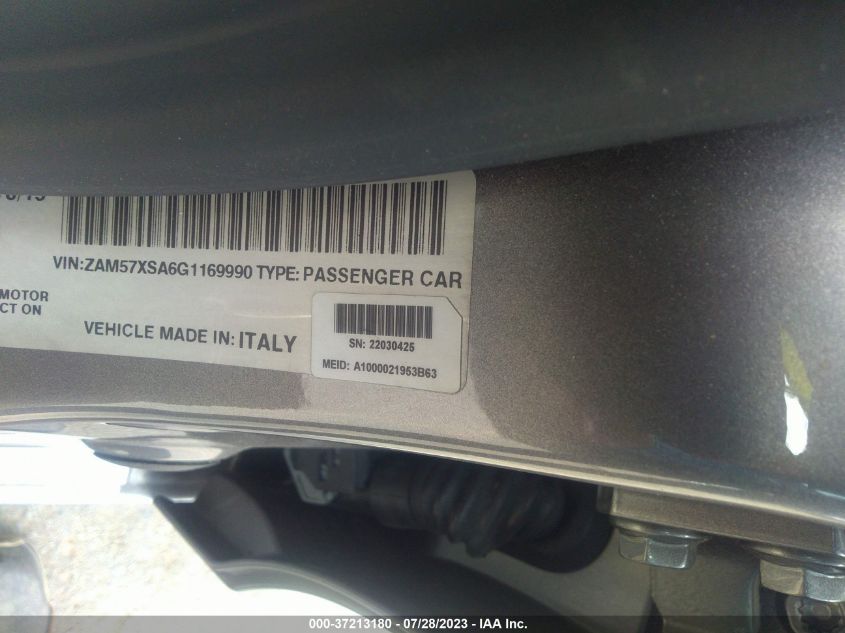 VIN:ZAM57XSA6G1169990 TYPE: PASSENGER CAR
MOTOR
CT ON
VEHICLE MADE IN: ITALY
SN: 22030425
MEID: A1000021953B63
000-37213180 - 07/28/2023 - IAA Inc.